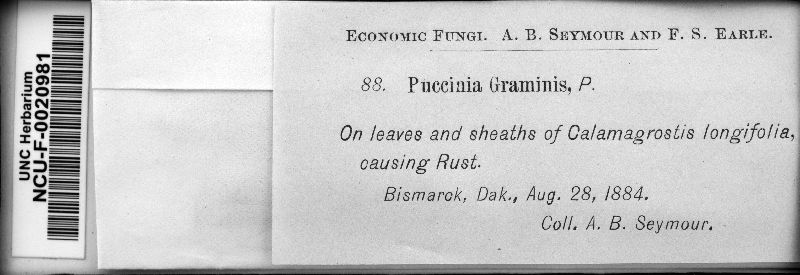 UNC Herbarium
NCU-F-0020981
Economic Fungi. A. B. Seymour and F. S. Earle.
88. Puccinia Graminis, P.
On leaves and sheaths of Calamagrostis longifolia,
causing Rust.
Bismarck, Dak., Aug. 28, 1884.
Coll. A. B. Seymour.